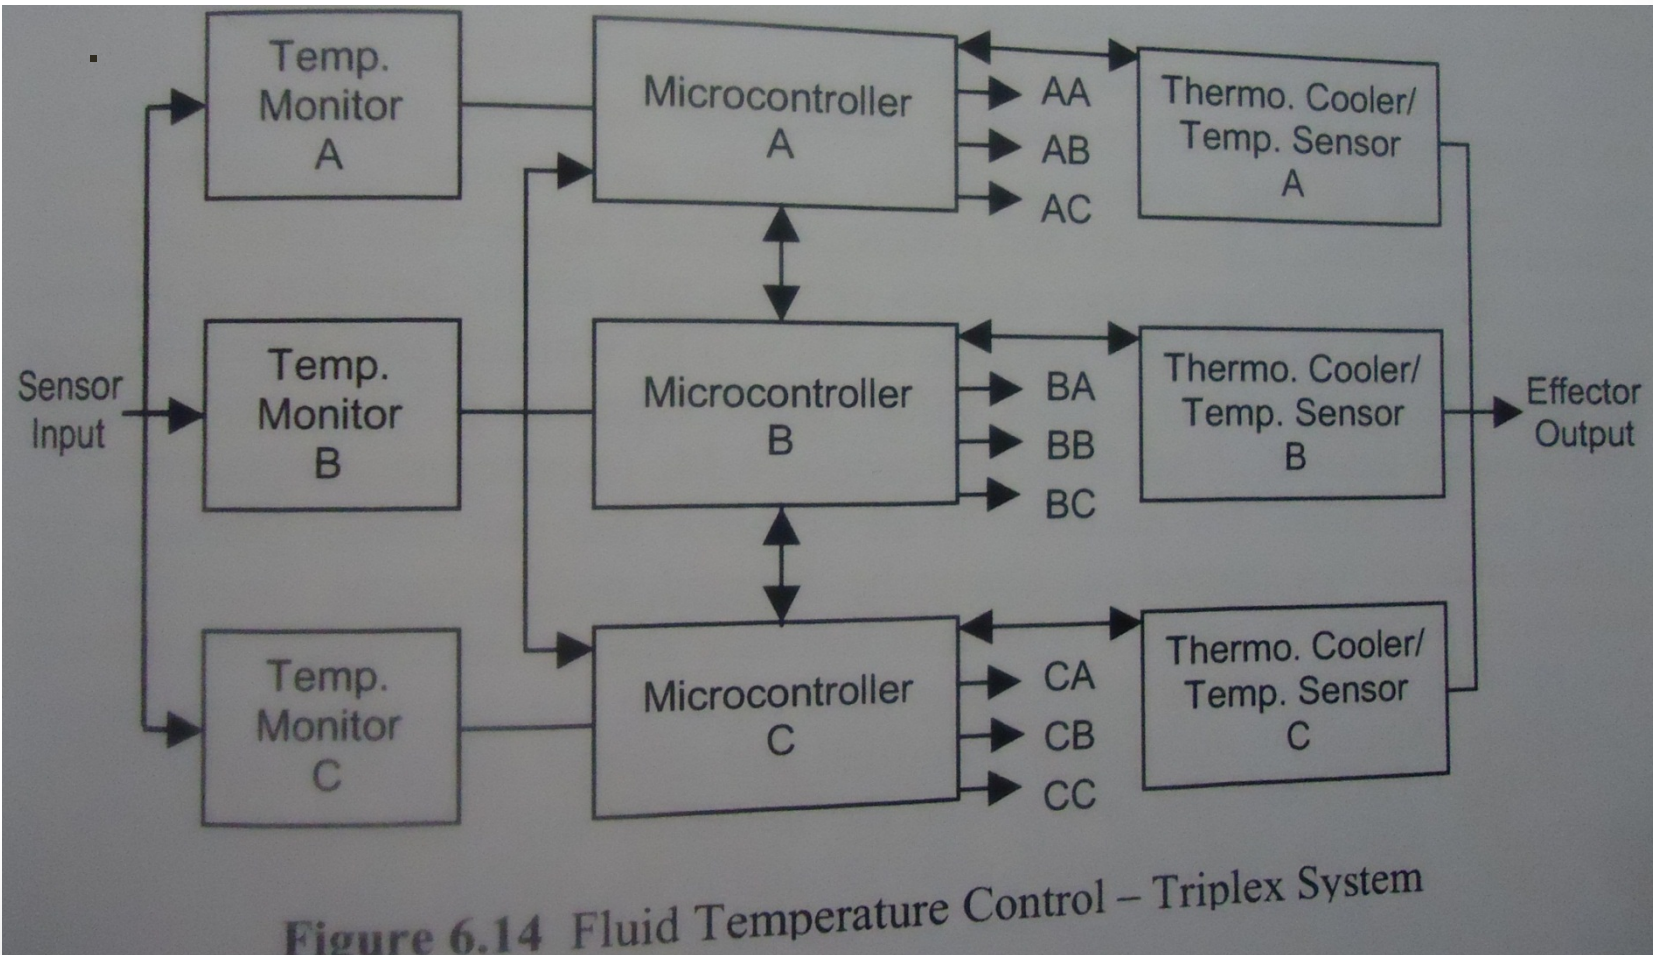 Temp.
Monitor
A
Microcontroller
A
AA
AB
AC
Thermo. Cooler/
Temp. Sensor
A
Sensor
Input
Temp.
Monitor
B
Microcontroller
B
BA
BB
BC
Thermo. Cooler/
Temp. Sensor
B
Effector
Output
Temp.
Monitor
C
Microcontroller
C
CA
CB
CC
Thermo. Cooler/
Temp. Sensor
C
Figure 6.14 Fluid Temperature Control – Triplex System